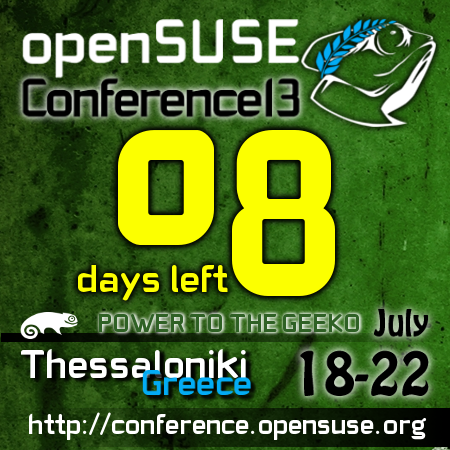 openSUSE
Conference13
08
days left
POWER TO THE GEEKO July
Thessaloniki
Greece
18-22
http://conference.opensuse.org